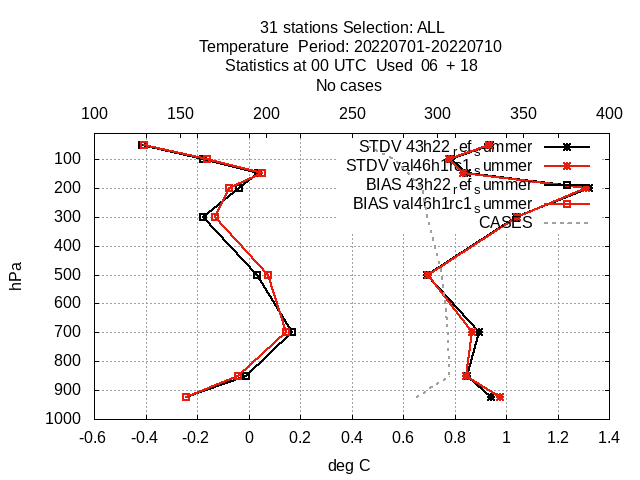 31 stations Selection: ALL
Temperature  Period: 20220701-20220710
Statistics at 00 UTC  Used  06  + 18
No cases
100 150 200 250 300 350 400
STDV 43h22_ref_summer
STDV val46h1rc1_summer
BIAS 43h22_ref_summer
BIAS val46h1rc1_summer
CASES
100
200
300
400
500
600
700
800
900
1000
hPa
-0.6 -0.4 -0.2 0 0.2 0.4 0.6 0.8 1 1.2 1.4
deg C